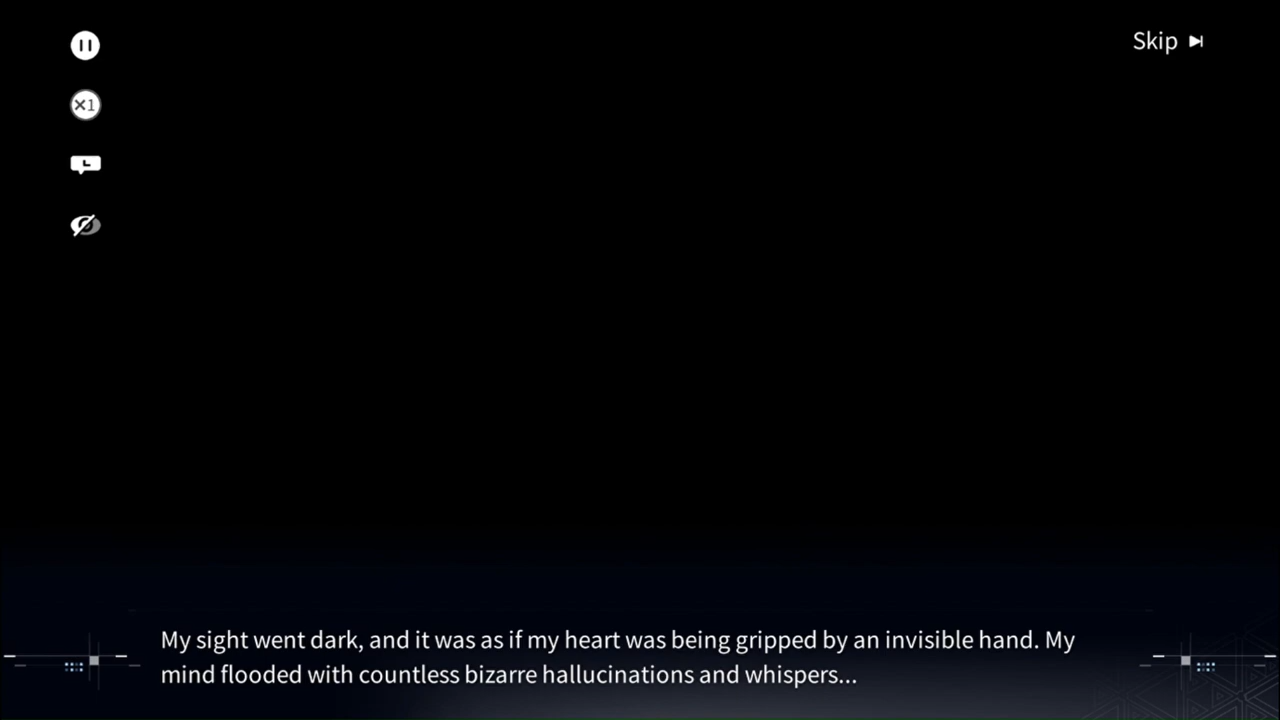 Skip
×1
My sight went dark, and it was as if my heart was being gripped by an invisible hand. My
mind flooded with countless bizarre hallucinations and whispers...